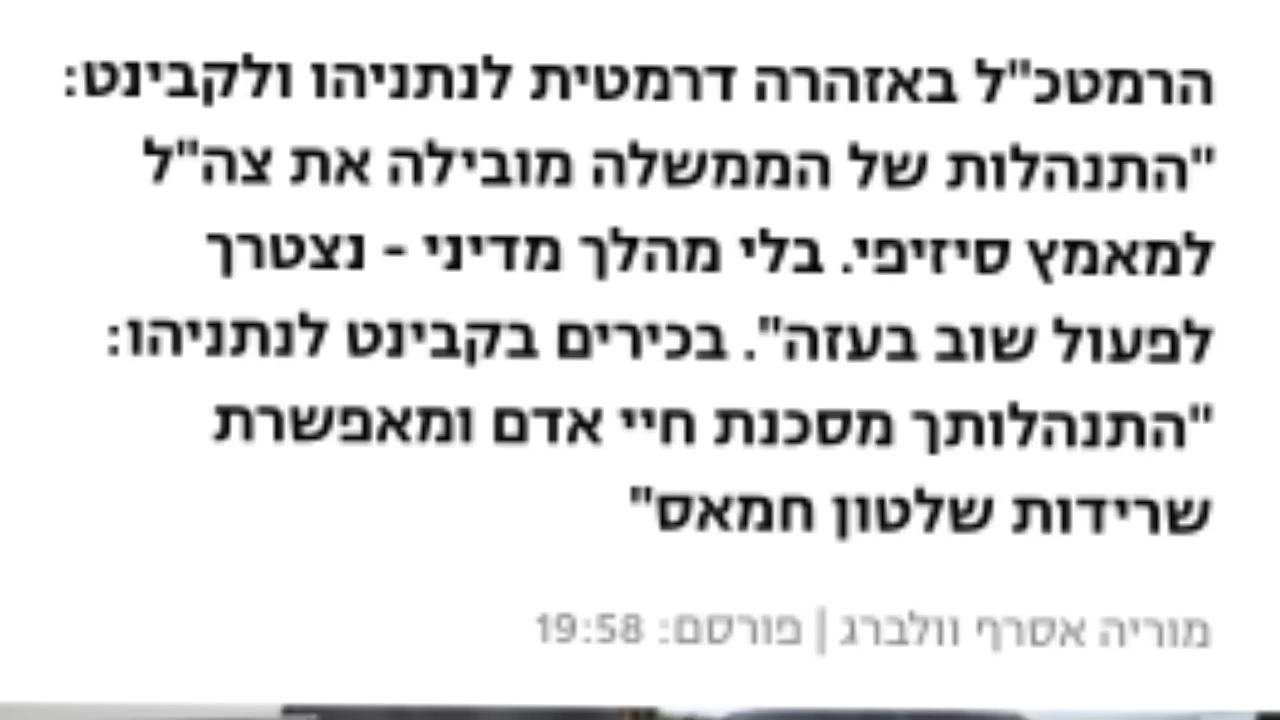 הרמטכ"ל באזהרה דרמטית לנתניהו ולקבינט:
"התנהלות של הממשלה מובילה את צה"ל
למאמץ סיזיפי. בלי מהלך מדיני - נצטרך
לפעול שוב בעזה". בכירים בקבינט לנתניהו:
"התנהלותך מסכנת חיי אדם ומאפשרת
שרידות שלטון חמאס"
מוריה אסרף וולברג | פורסם: 19:58